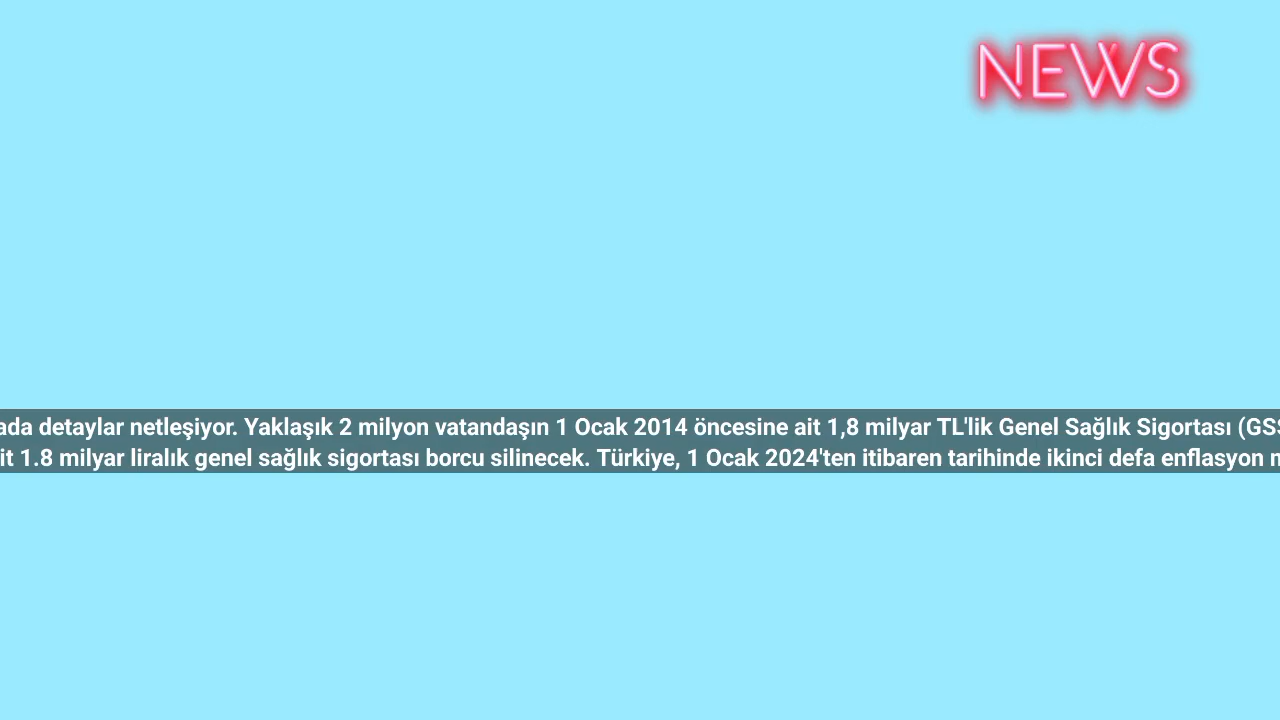 NEWS
ada detaylar netleşiyor. Yaklaşık 2 milyon vatandaşın 1 Ocak 2014 öncesine ait 1,8 milyar TL'lik Genel Sağlık Sigortası (GSS
it 1.8 milyar liralık genel sağlık sigortası borcu silinecek. Türkiye, 1 Ocak 2024'ten itibaren tarihinde ikinci defa enflasyon